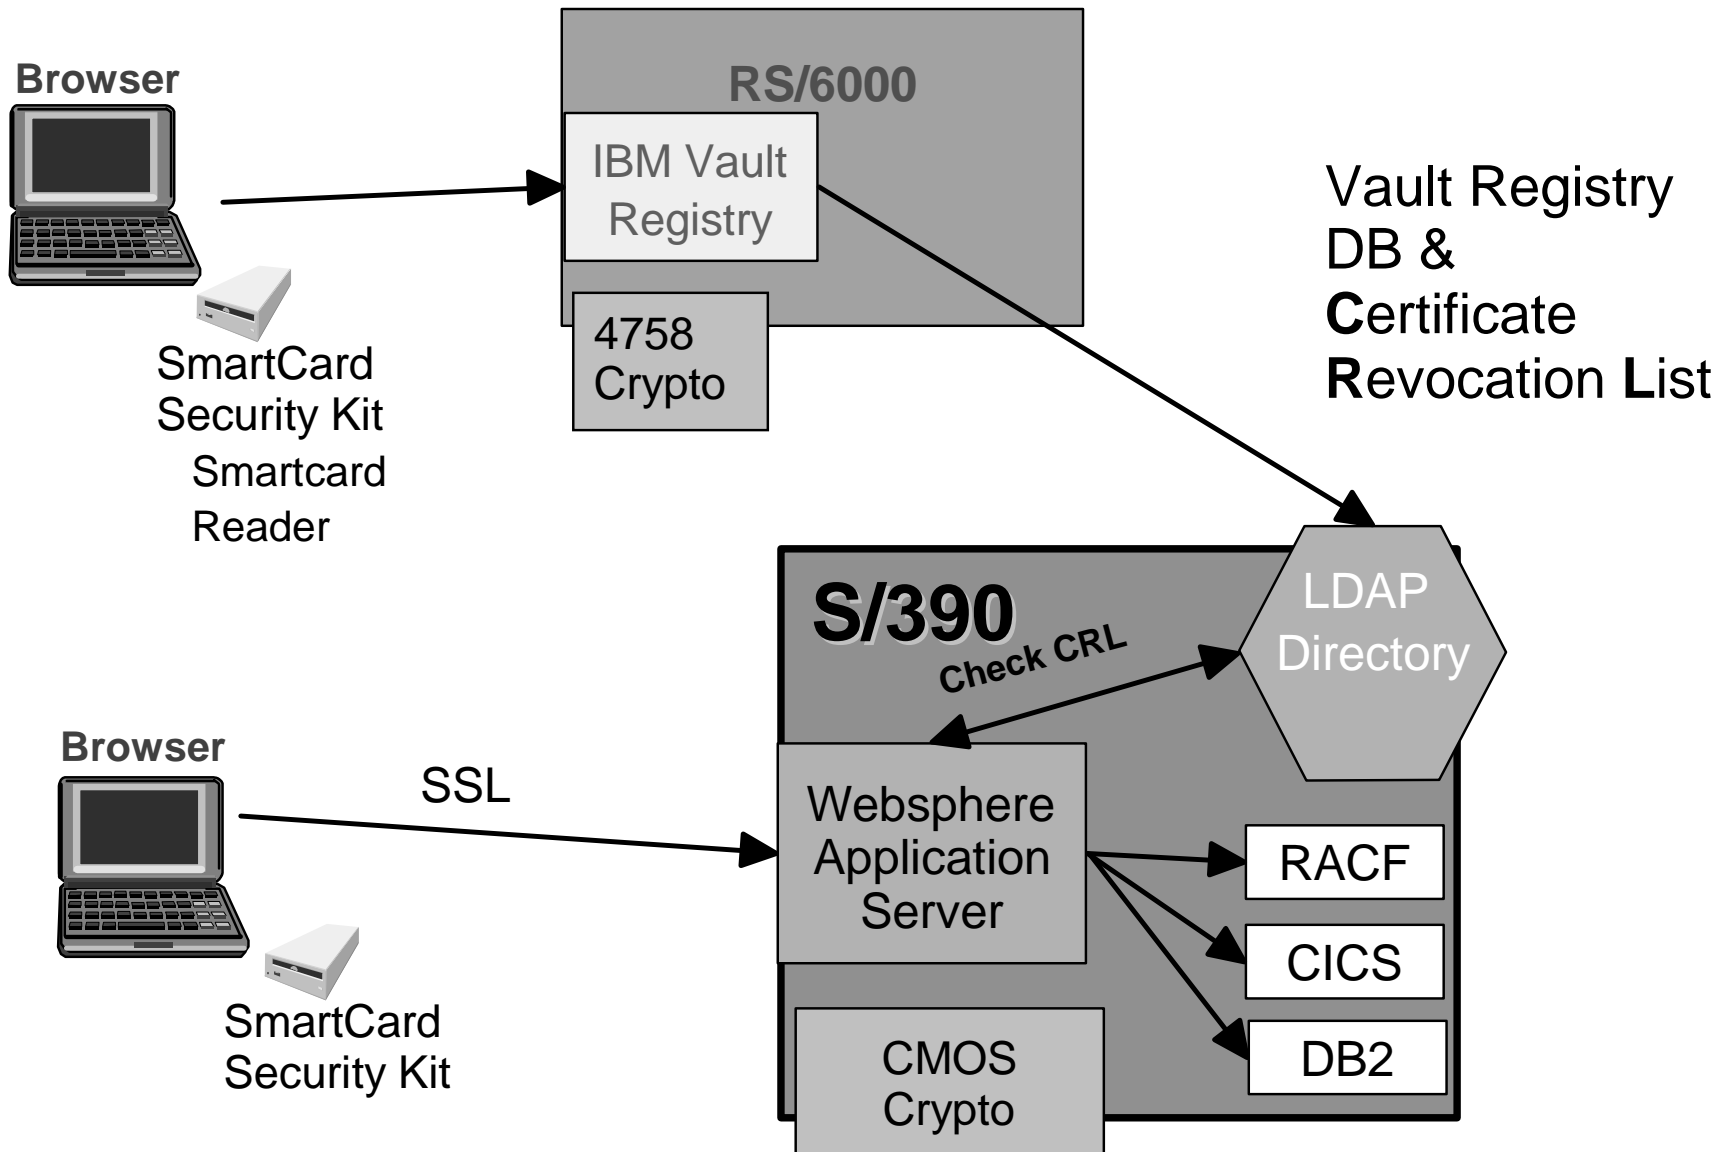 Browser
RS/6000
IBM Vault
Registry
4758
Crypto
SmartCard
Security Kit
Smartcard
Reader
Vault Registry
DB &
Certificate
Revocation List
S/390
LDAP
Directory
Check CRL
Browser
SSL
Websphere
Application
Server
RACF
CICS
DB2
SmartCard
Security Kit
CMOS
Crypto